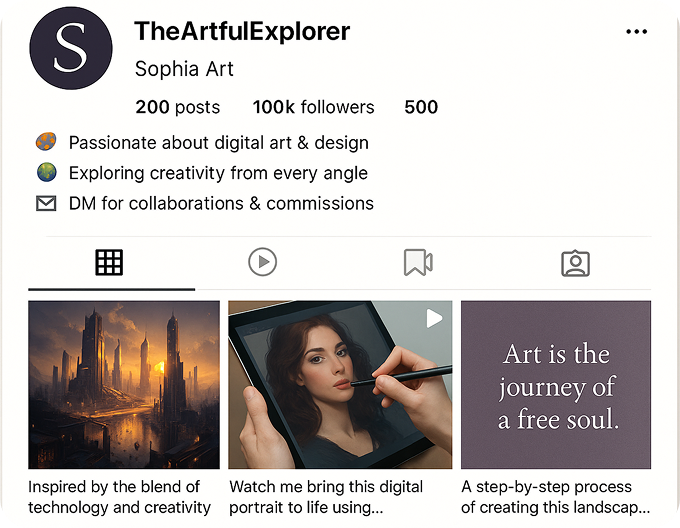 S
TheArtfulExplorer
Sophia Art
200 posts 100k followers 500
Passionate about digital art & design
Exploring creativity from every angle
DM for collaborations & commissions
Art is the
journey of
a free soul.
Inspired by the blend of
technology and creativity
Watch me bring this digital
portrait to life using...
A step-by-step process
of creating this landscap...